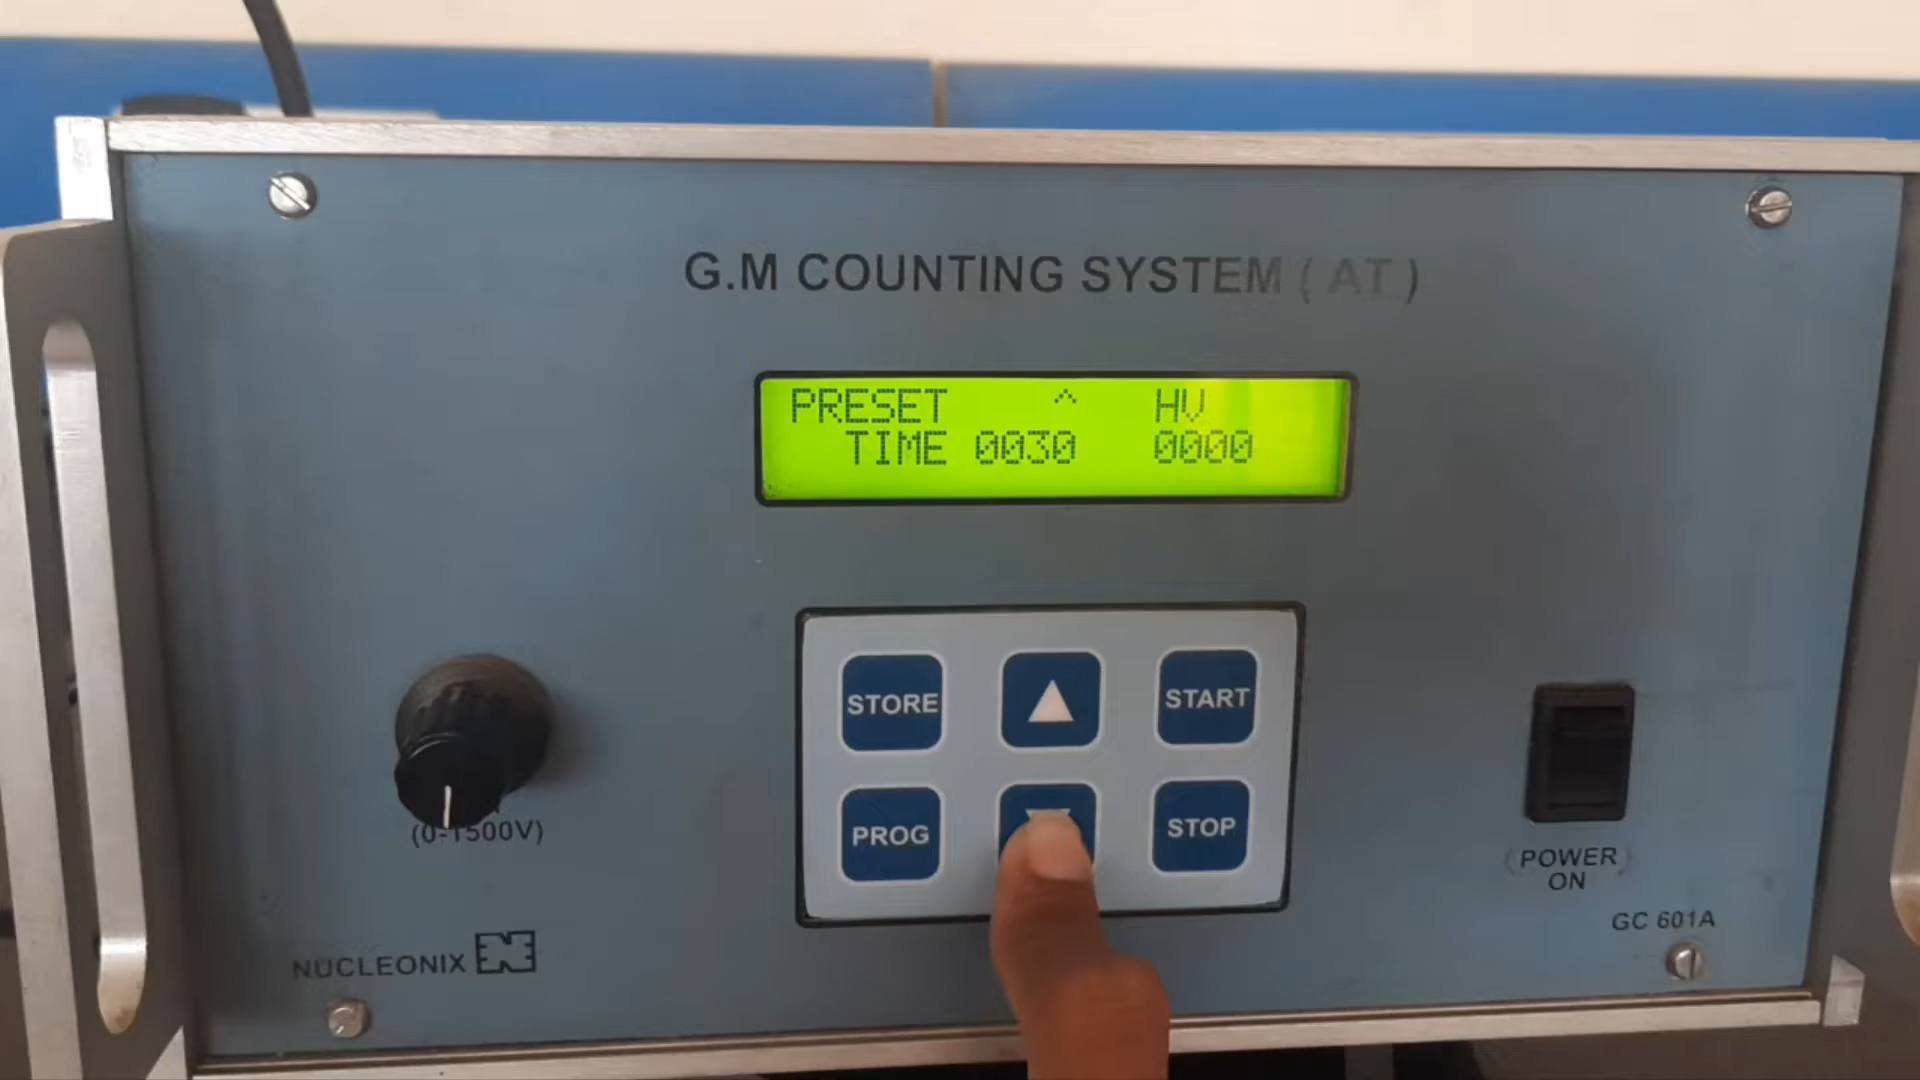 G.M COUNTING SYSTEM ( AT )
PRESET ^ HV
TIME 0030 0000
STORE
START
PROG
STOP
(0-1500V)
POWER
ON
GC 601A
NUCLEONIX